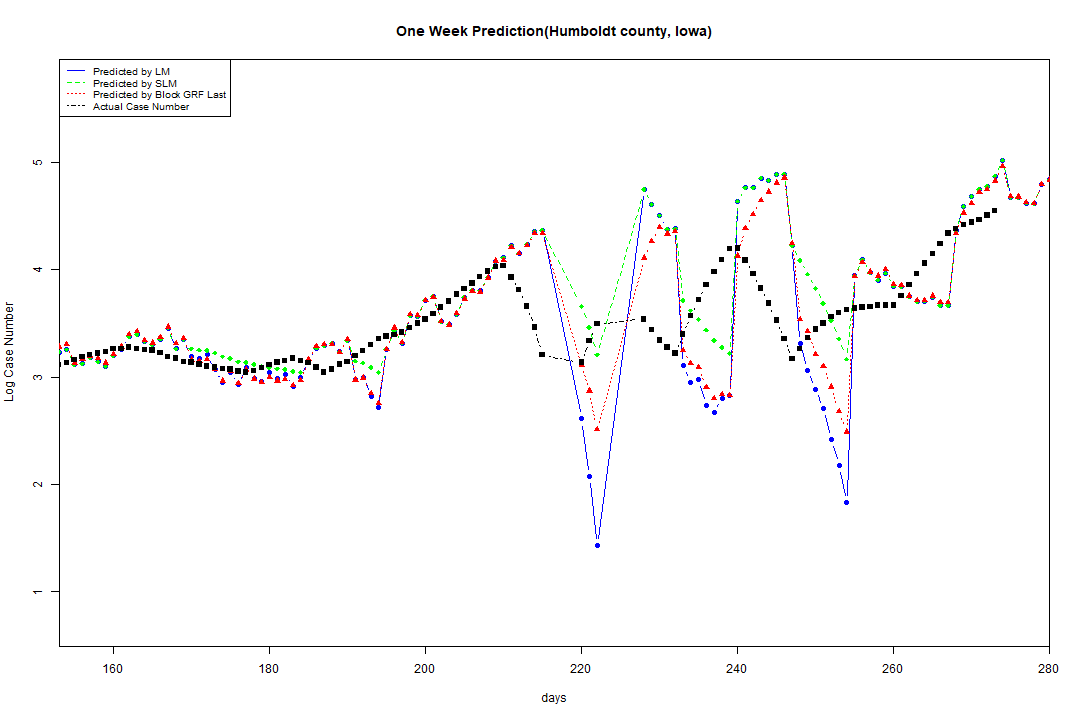 One Week Prediction(Humboldt county, Iowa)
Predicted by LM
Predicted by SLM
Predicted by Block GRF Last
Actual Case Number
5
4
3
2
1
Log Case Number
160 180 200 220 240 260 280
days